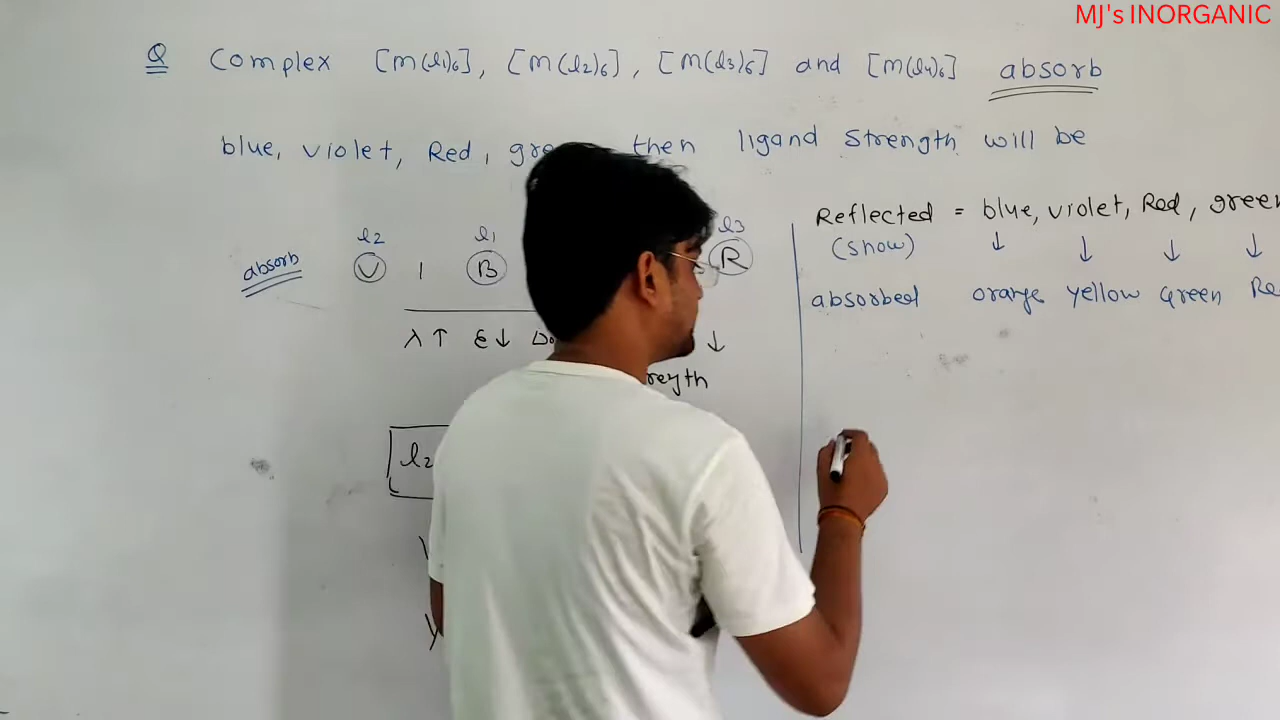 MJ's INORGANIC
Q Complex [M(l1)6], [M(l2)6], [M(l3)6] and [M(l4)6] absorb
blue, violet, Red, then ligand strength will be
Reflected = blue, violet, Red, green
(show) ↓ ↓ ↓ ↓
absorbed orange yellow Green Re
l2 l1 l3
absorb V B R
λ↑ ε↓ ↓
l2